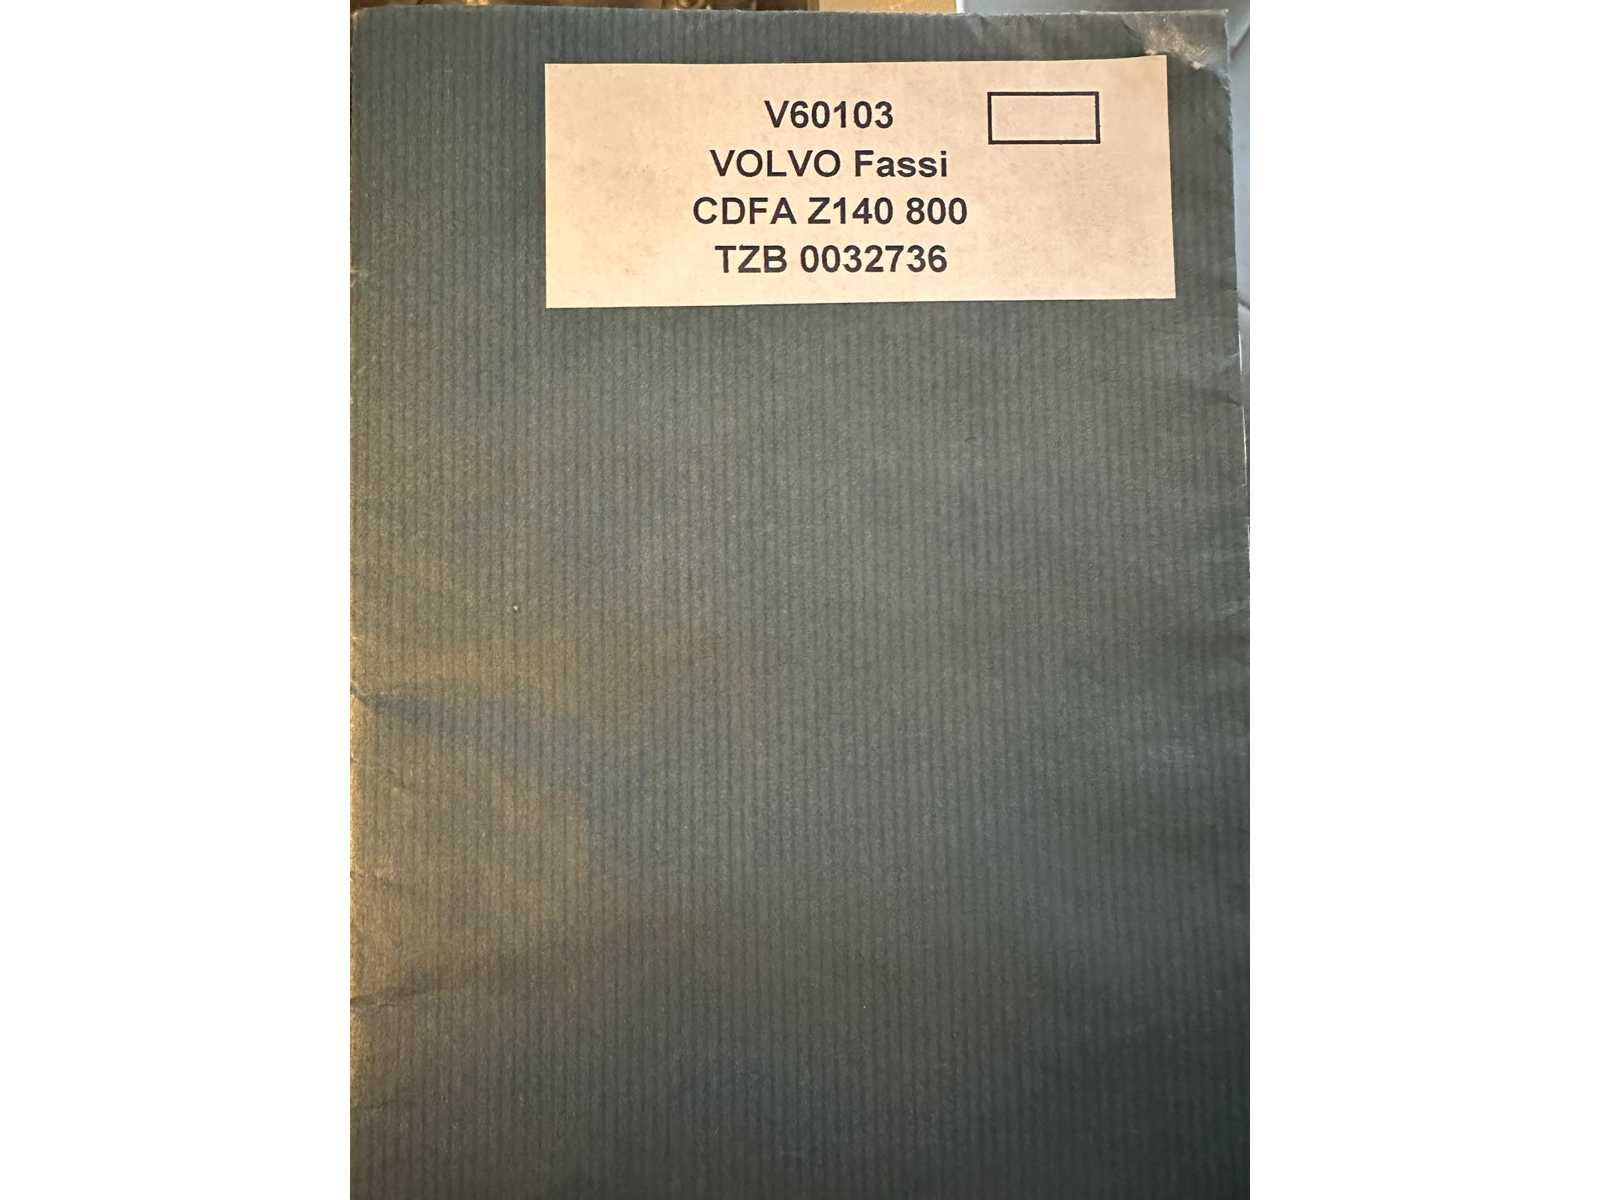 V60103
VOLVO Fassi
CDFA Z140 800
TZB 0032736